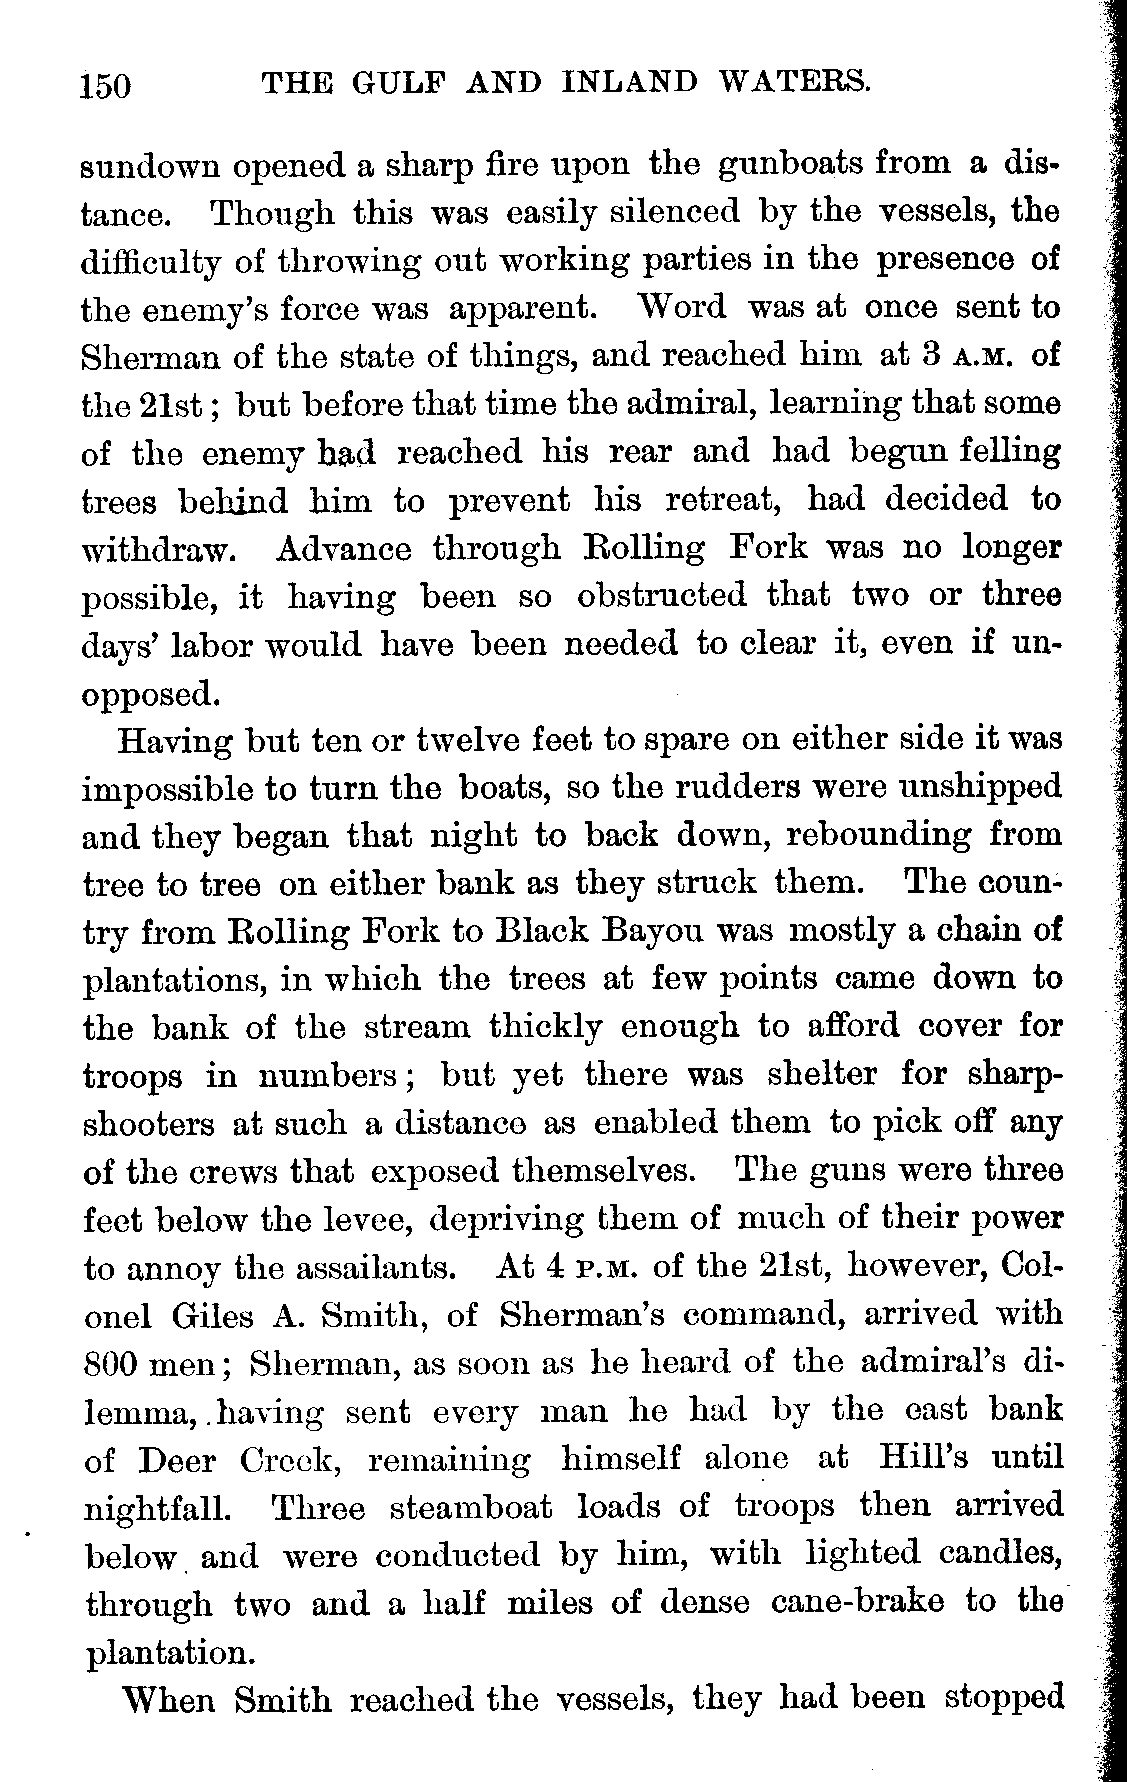 150 THE GULF AND INLAND WATERS.
sundown opened a sharp fire upon the gunboats from a dis-
tance. Though this was easily silenced by the vessels, the
difficulty of throwing out working parties in the presence of
the enemy's force was apparent. Word was at once sent to
Sherman of the state of things, and reached him at 3 A.M. of
the 21st; but before that time the admiral, learning that some
of the enemy had reached his rear and had begun felling
trees behind him to prevent his retreat, had decided to
withdraw. Advance through Rolling Fork was no longer
possible, it having been so obstructed that two or three
days' labor would have been needed to clear it, even if un-
opposed.
Having but ten or twelve feet to spare on either side it was
impossible to turn the boats, so the rudders were unshipped
and they began that night to back down, rebounding from
tree to tree on either bank as they struck them. The coun-
try from Rolling Fork to Black Bayou was mostly a chain of
plantations, in which the trees at few points came down to
the bank of the stream thickly enough to afford cover for
troops in numbers; but yet there was shelter for sharp-
shooters at such a distance as enabled them to pick off any
of the crews that exposed themselves. The guns were three
feet below the levee, depriving them of much of their power
to annoy the assailants. At 4 P.M. of the 21st, however, Col-
onel Giles A. Smith, of Sherman's command, arrived with
800 men; Sherman, as soon as he heard of the admiral's di-
lemma, having sent every man he had by the east bank
of Deer Creek, remaining himself alone at Hill's until
nightfall. Three steamboat loads of troops then arrived
below and were conducted by him, with lighted candles,
through two and a half miles of dense cane-brake to the
plantation.
When Smith reached the vessels, they had been stopped